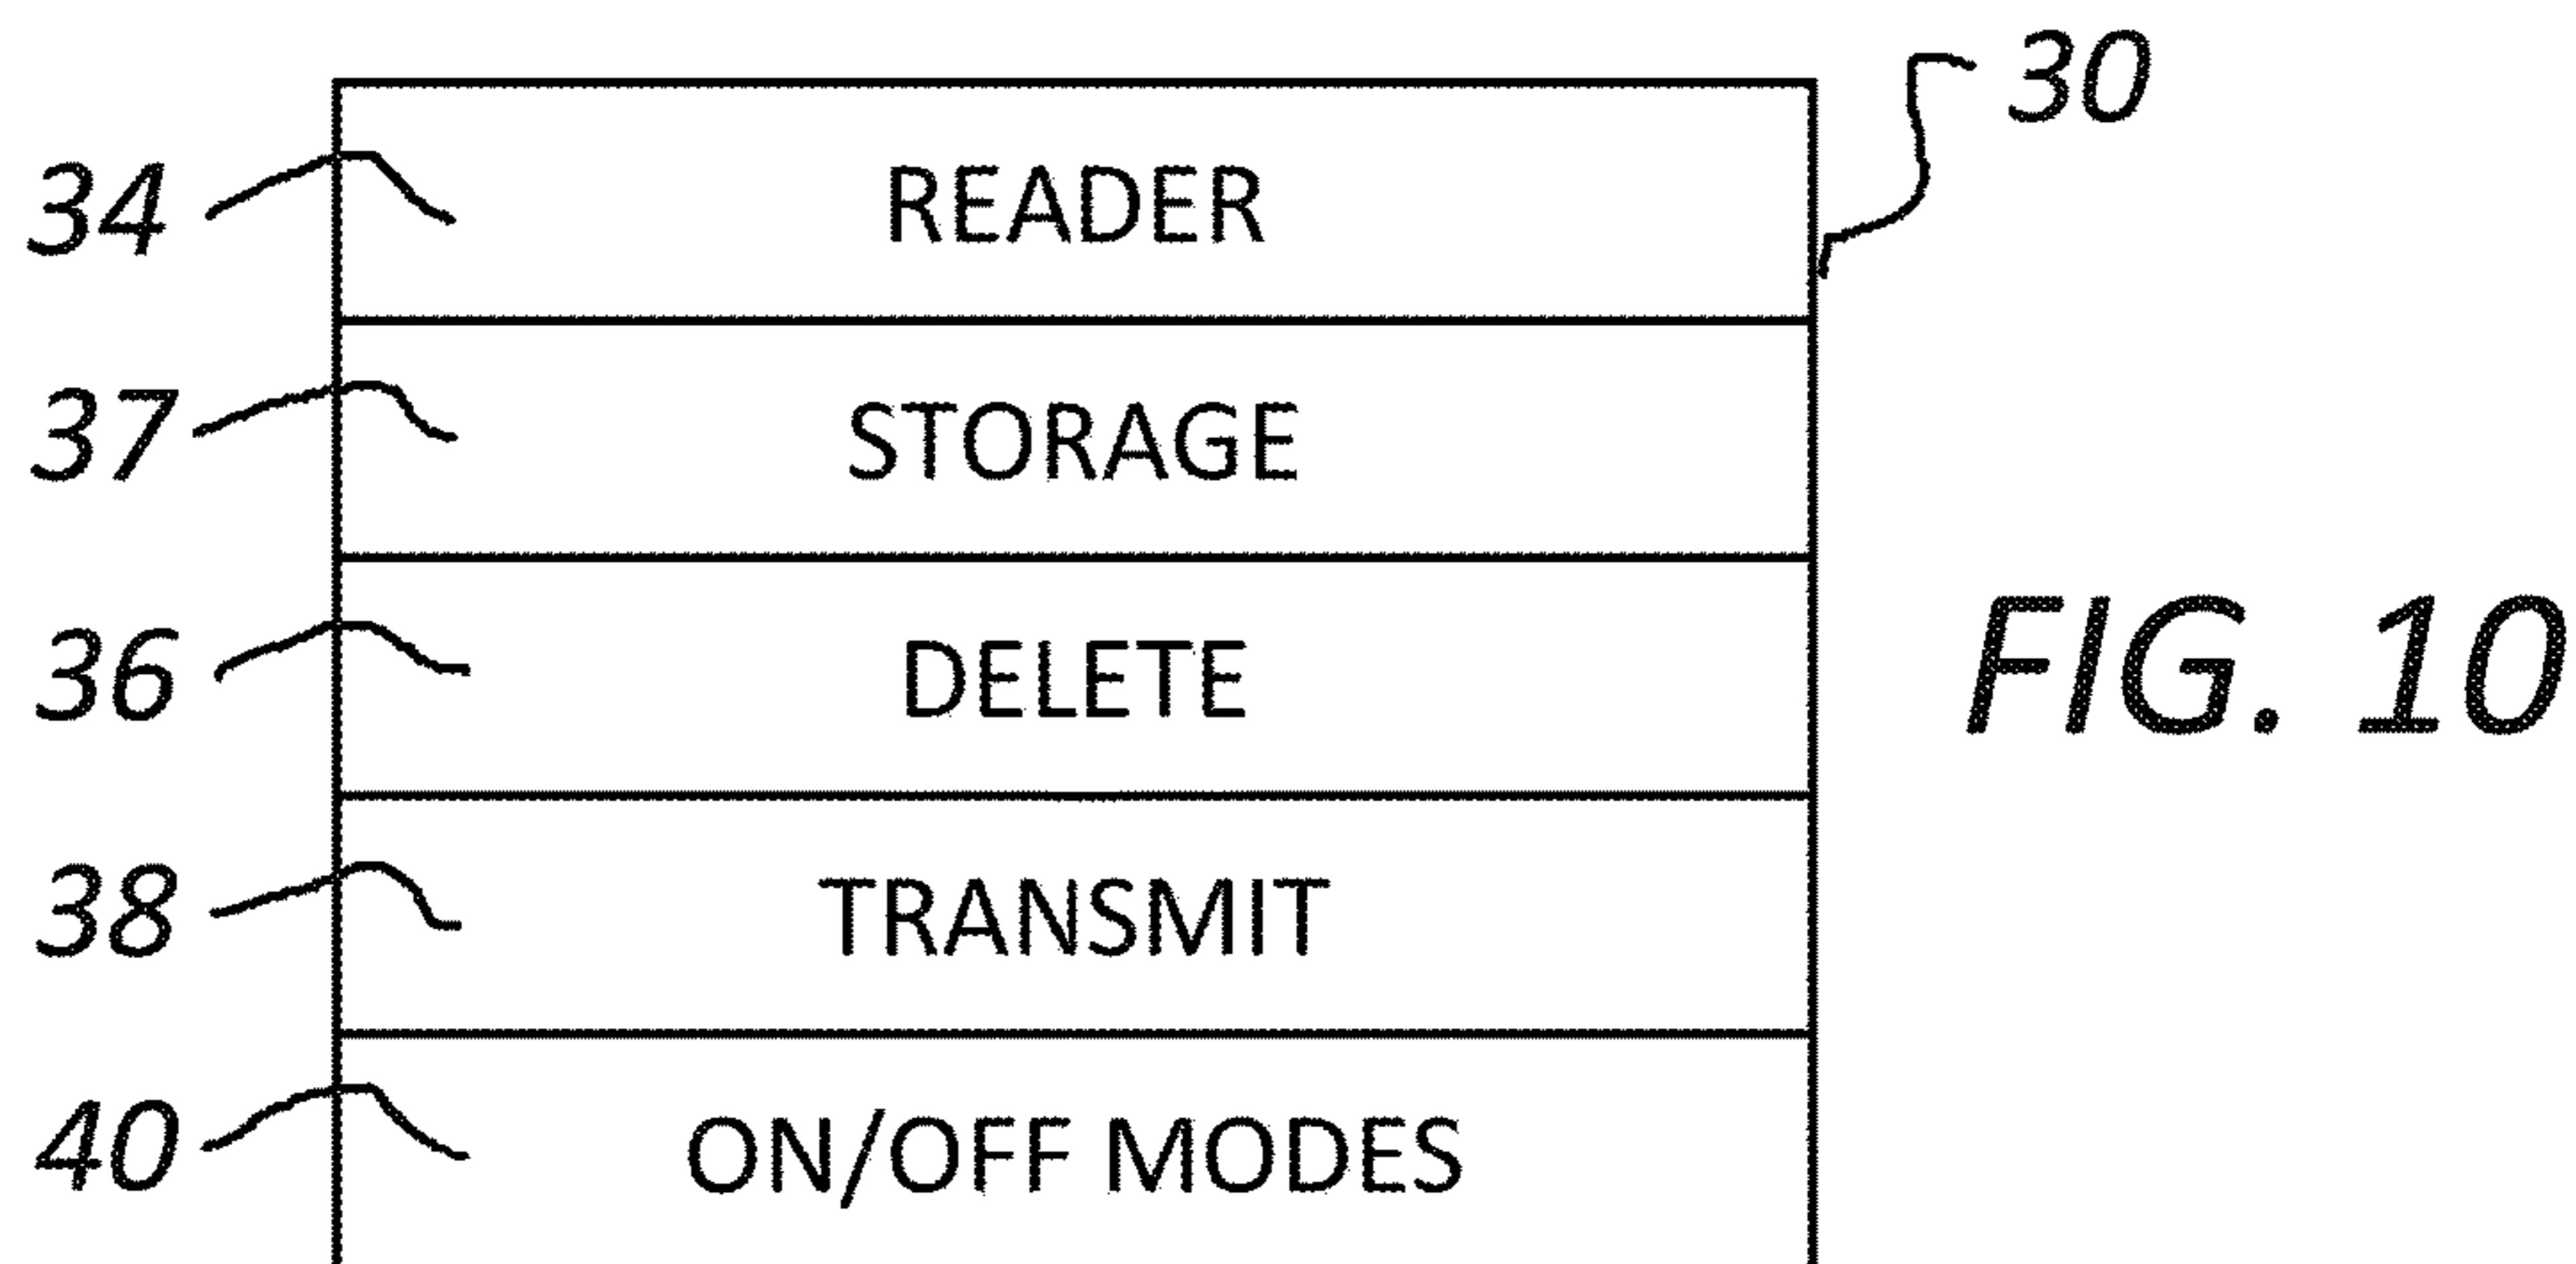 30
34 READER
37 STORAGE
36 DELETE
FIG. 10
38 TRANSMIT
40 ON/OFF MODES